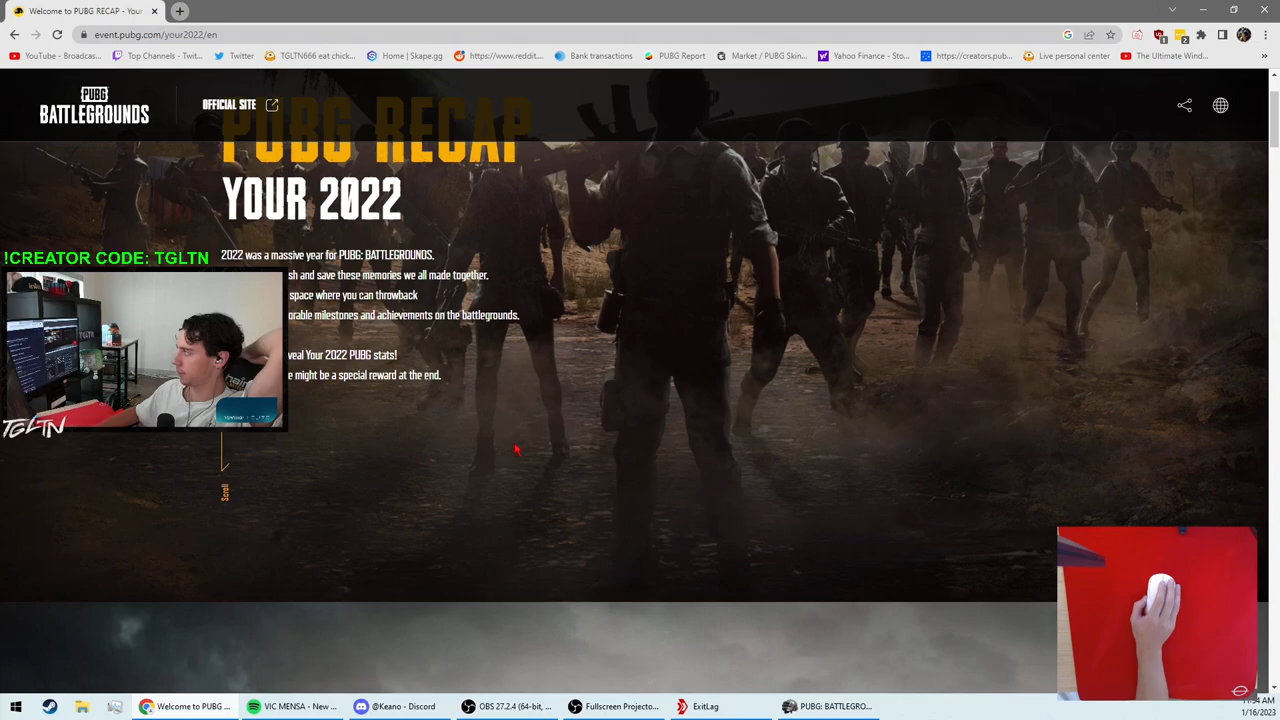 Welcome to PUBG RECAP - Your
event.pubg.com/your2022/en
YouTube - Broadcas...
Top Channels - Twitc...
Twitter
TGLTN666 eat chick...
Home | Skape.gg
https://www.reddit....
Bank transactions
PUBG Report
Market / PUBG Skin...
Yahoo Finance - Sto...
https://creators.pub...
Live personal center
The Ultimate Wind...
PUBG
BATTLEGROUNDS
OFFICIAL SITE
PUBG RECAP
YOUR 2022
2022 was a massive year for PUBG: BATTLEGROUNDS.
!CREATOR CODE: TGLTN
sh and save these memories we all made together.
space where you can throwback
orable milestones and achievements on the battlegrounds.
veal Your 2022 PUBG stats!
e might be a special reward at the end.
TGLTN
Scroll
Welcome to PUBG ...
VIC MENSA - New ...
@Keano - Discord
OBS 27.2.4 (64-bit, ...
Fullscreen Projecto...
ExitLag
PUBG: BATTLEGRO...
1/16/2023